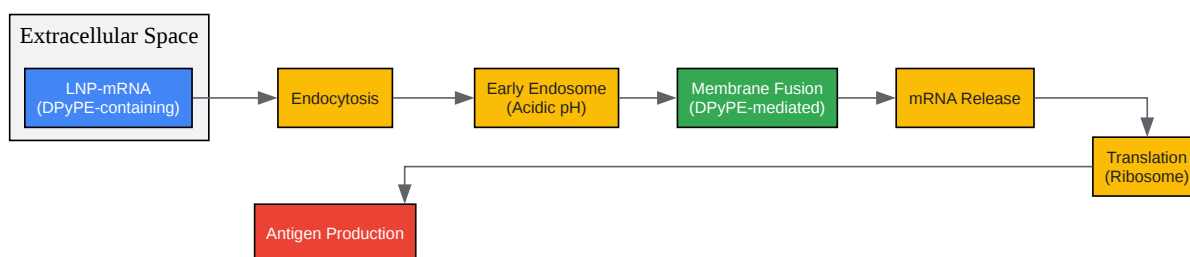 Extracellular Space
LNP-mRNA
(DPyPE-containing)
Endocytosis
Early Endosome
(Acidic pH)
Membrane Fusion
(DPyPE-mediated)
mRNA Release
Translation
(Ribosome)
Antigen Production